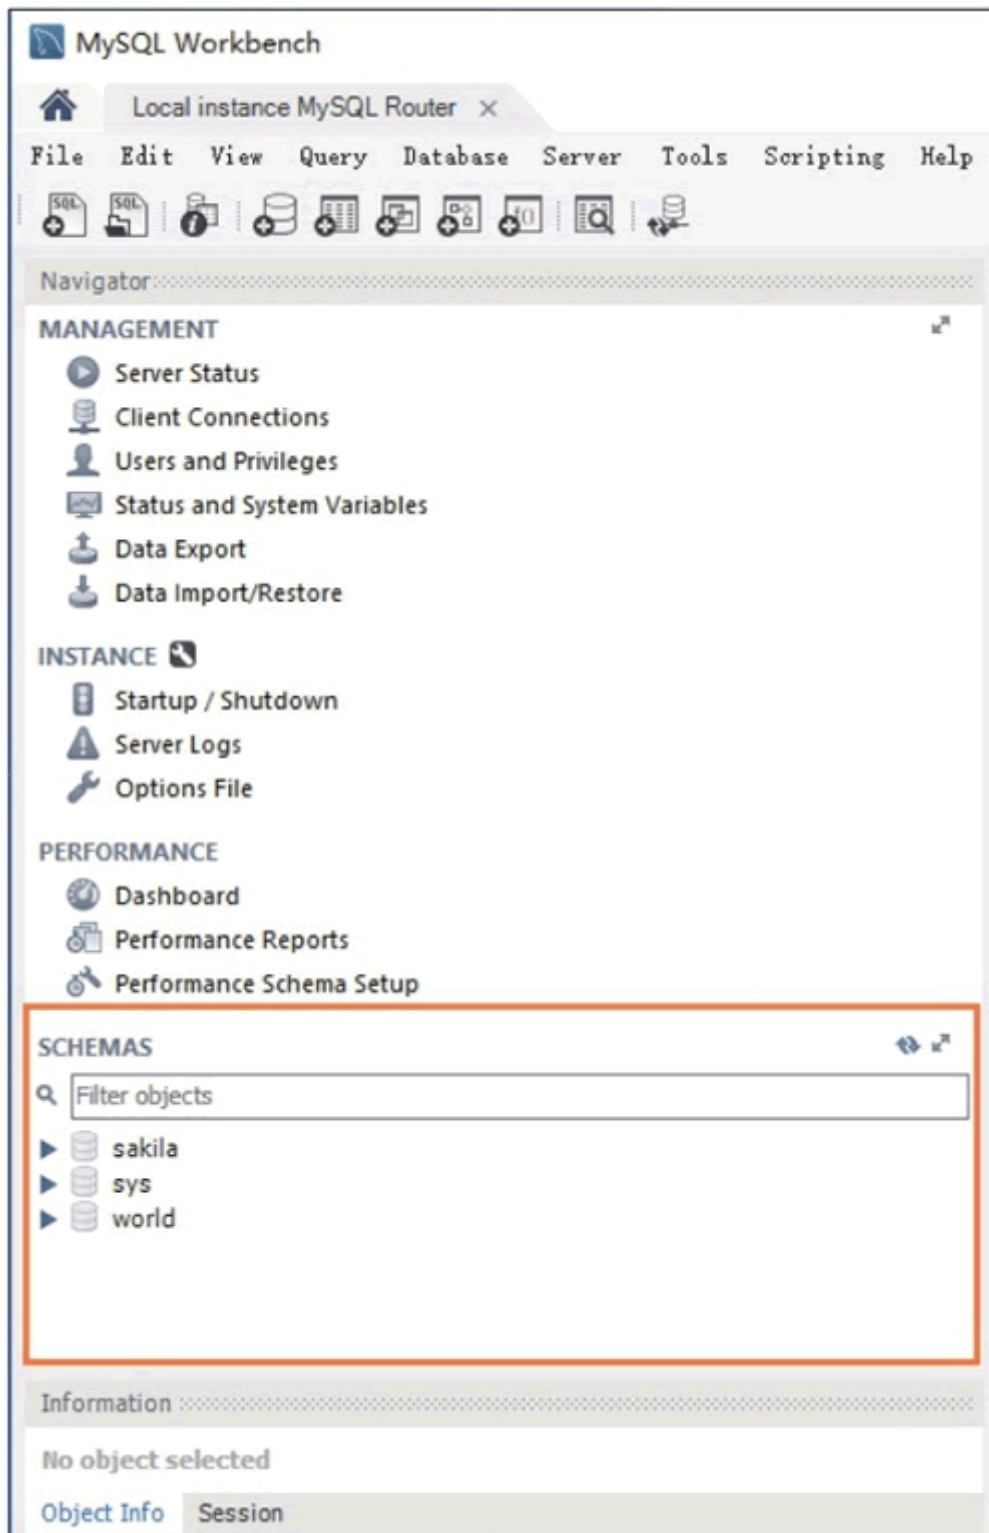 MySQL Workbench
Local instance MySQL Router ×
File Edit View Query Database Server Tools Scripting Help
SQL SQL f()
Navigator
MANAGEMENT
Server Status
Client Connections
Users and Privileges
Status and System Variables
Data Export
Data Import/Restore
INSTANCE
Startup / Shutdown
Server Logs
Options File
PERFORMANCE
Dashboard
Performance Reports
Performance Schema Setup
SCHEMAS
Filter objects
sakila
sys
world
Information
No object selected
Object Info Session